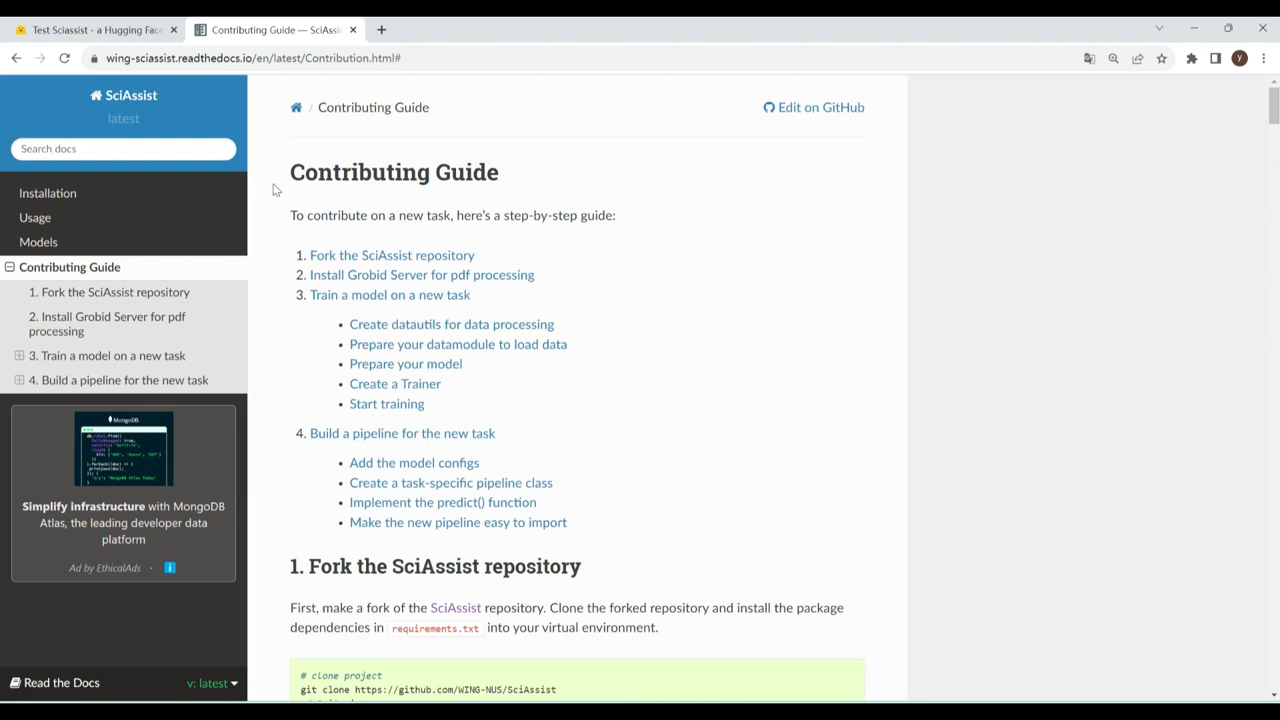 Test Sciassist - a Hugging Face
Contributing Guide — SciAssis
wing-sciassist.readthedocs.io/en/latest/Contribution.html#
y
SciAssist
latest
Search docs
Installation
Usage
Models
Contributing Guide
1. Fork the SciAssist repository
2. Install Grobid Server for pdf
processing
3. Train a model on a new task
4. Build a pipeline for the new task
MongoDB
Simplify infrastructure with MongoDB
Atlas, the leading developer data
platform
Ad by EthicalAds · i
Read the Docs
v: latest
/ Contributing Guide
Edit on GitHub
Contributing Guide
To contribute on a new task, here's a step-by-step guide:
1. Fork the SciAssist repository
2. Install Grobid Server for pdf processing
3. Train a model on a new task
• Create datautils for data processing
• Prepare your datamodule to load data
• Prepare your model
• Create a Trainer
• Start training
4. Build a pipeline for the new task
• Add the model configs
• Create a task-specific pipeline class
• Implement the predict() function
• Make the new pipeline easy to import
1. Fork the SciAssist repository
First, make a fork of the SciAssist repository. Clone the forked repository and install the package
dependencies in requirements.txt into your virtual environment.
# clone project
git clone https://github.com/WING-NUS/SciAssist